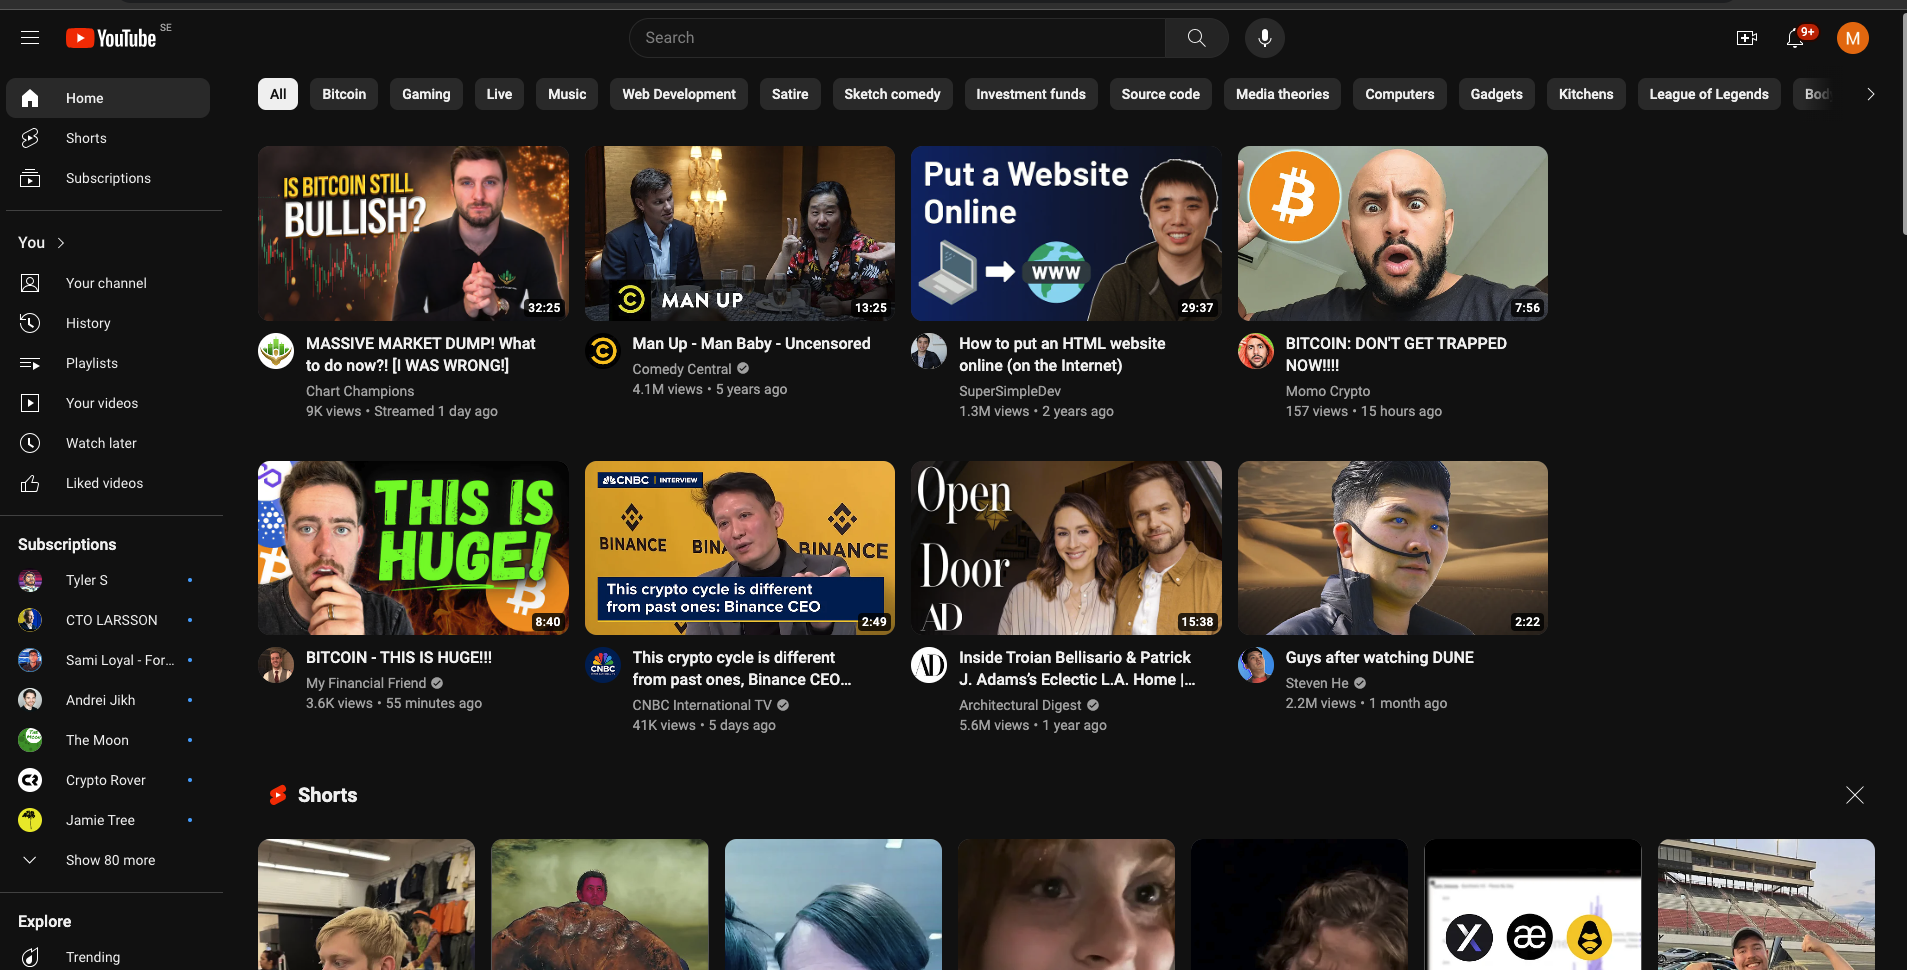 YouTube SE
Search
9+
M
Home
Shorts
Subscriptions
You
Your channel
History
Playlists
Your videos
Watch later
Liked videos
Subscriptions
Tyler S
CTO LARSSON
Sami Loyal - For...
Andrei Jikh
The Moon
Crypto Rover
Jamie Tree
Show 80 more
Explore
Trending
All
Bitcoin
Gaming
Live
Music
Web Development
Satire
Sketch comedy
Investment funds
Source code
Media theories
Computers
Gadgets
Kitchens
League of Legends
IS BITCOIN STILL
BULLISH?
32:25
MASSIVE MARKET DUMP! What
to do now?! [I WAS WRONG!]
Chart Champions
9K views • Streamed 1 day ago
MAN UP
13:25
Man Up - Man Baby - Uncensored
Comedy Central
4.1M views • 5 years ago
Put a Website
Online
WWW
29:37
How to put an HTML website
online (on the Internet)
SuperSimpleDev
1.3M views • 2 years ago
7:56
BITCOIN: DON'T GET TRAPPED
NOW!!!!
Momo Crypto
157 views • 15 hours ago
THIS IS
HUGE!
8:40
BITCOIN - THIS IS HUGE!!!
My Financial Friend
3.6K views • 55 minutes ago
CNBC | INTERVIEW
BINANCE
BINA
BINANCE
This crypto cycle is different
from past ones: Binance CEO
2:49
CNBC
This crypto cycle is different
from past ones, Binance CEO...
CNBC International TV
41K views • 5 days ago
Open
Door
AD
15:38
AD
Inside Troian Bellisario & Patrick
J. Adams’s Eclectic L.A. Home |...
Architectural Digest
5.6M views • 1 year ago
2:22
Guys after watching DUNE
Steven He
2.2M views • 1 month ago
Shorts
X
æ